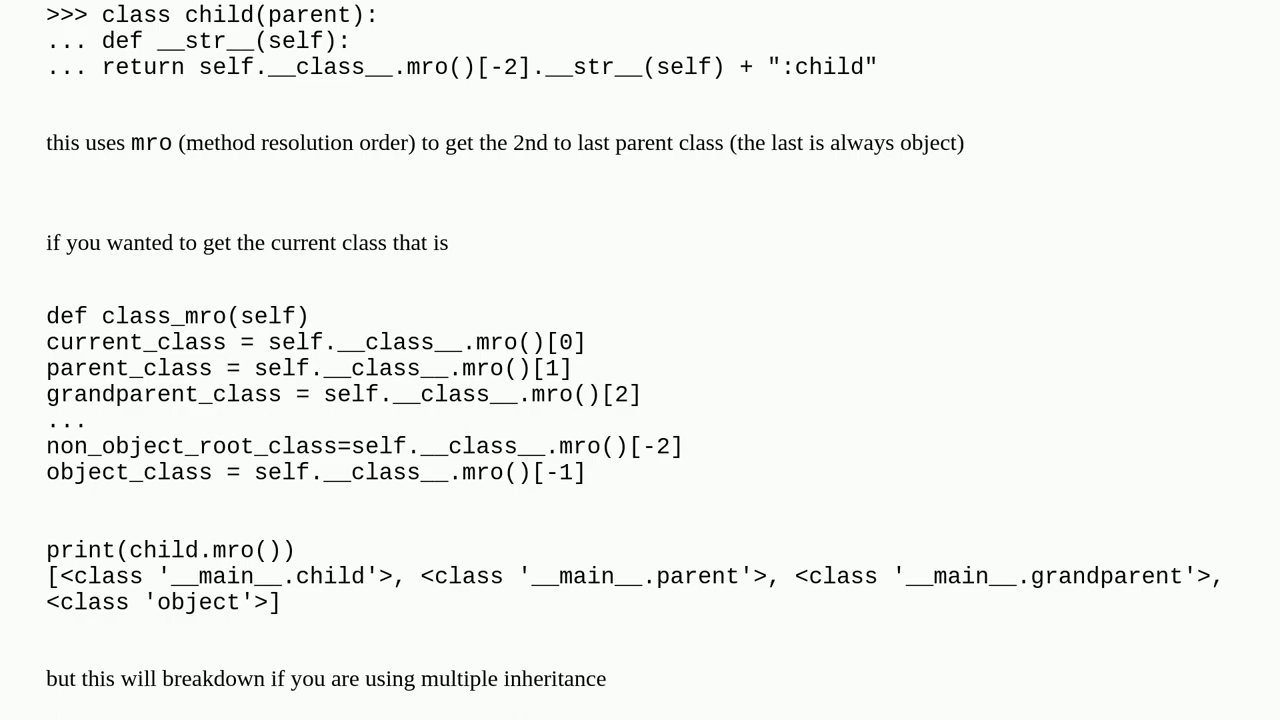 >>> class child(parent):
... def __str__(self):
... return self.__class__.mro()[-2].__str__(self) + ":child"
this uses mro (method resolution order) to get the 2nd to last parent class (the last is always object)
if you wanted to get the current class that is
def class_mro(self)
current_class = self.__class__.mro()[0]
parent_class = self.__class__.mro()[1]
grandparent_class = self.__class__.mro()[2]
...
non_object_root_class=self.__class__.mro()[-2]
object_class = self.__class__.mro()[-1]
print(child.mro())
[<class '__main__.child'>, <class '__main__.parent'>, <class '__main__.grandparent'>,
<class 'object'>]
but this will breakdown if you are using multiple inheritance